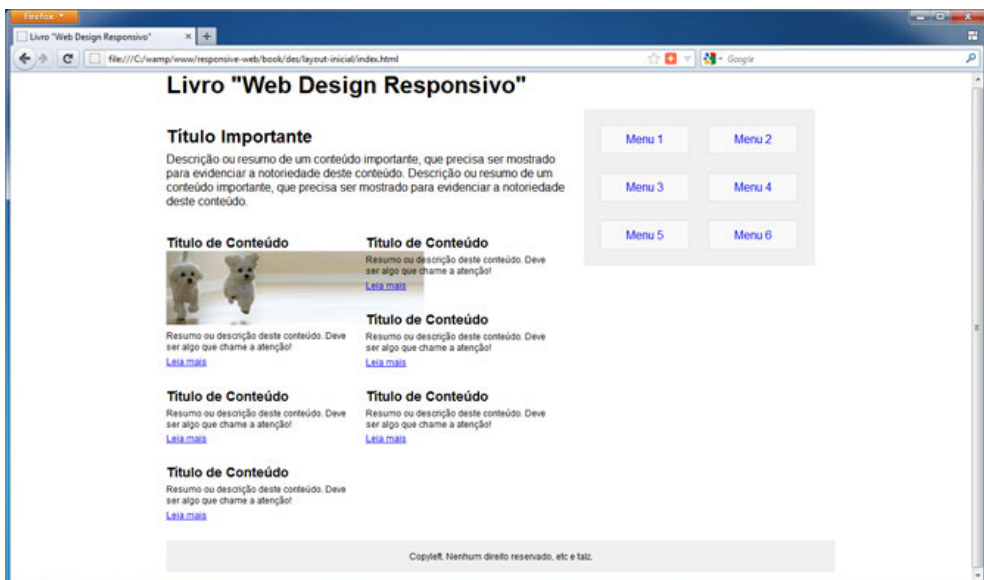 Firefox
Livro "Web Design Responsivo"
file:///C:/wamp/www/responsive-web/book/des/layout-inicial/index.html
Google
Livro "Web Design Responsivo"
Título Importante
Descrição ou resumo de um conteúdo importante, que precisa ser mostrado
para evidenciar a notoriedade deste conteúdo. Descrição ou resumo de um
conteúdo importante, que precisa ser mostrado para evidenciar a notoriedade
deste conteúdo.
Menu 1
Menu 2
Menu 3
Menu 4
Menu 5
Menu 6
Título de Conteúdo
Resumo ou descrição deste conteúdo. Deve
ser algo que chame a atenção!
Leia mais
Título de Conteúdo
Resumo ou descrição deste conteúdo. Deve
ser algo que chame a atenção!
Leia mais
Título de Conteúdo
Resumo ou descrição deste conteúdo. Deve
ser algo que chame a atenção!
Leia mais
Título de Conteúdo
Resumo ou descrição deste conteúdo. Deve
ser algo que chame a atenção!
Leia mais
Título de Conteúdo
Resumo ou descrição deste conteúdo. Deve
ser algo que chame a atenção!
Leia mais
Título de Conteúdo
Resumo ou descrição deste conteúdo. Deve
ser algo que chame a atenção!
Leia mais
Copyleft. Nenhum direito reservado, etc e talz.